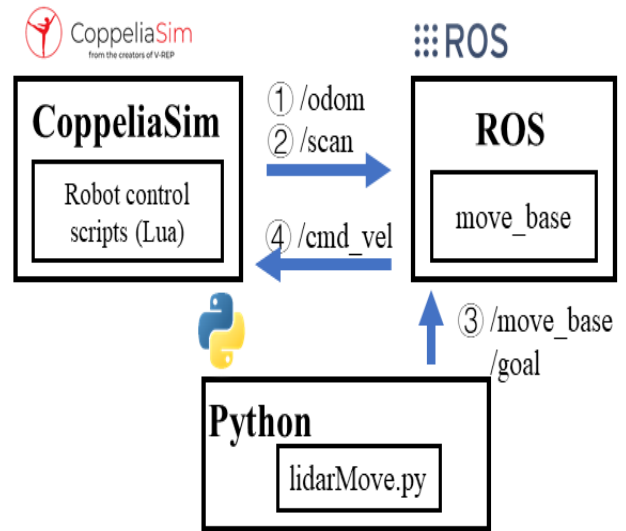 CoppeliaSim
from the creators of V-REP
ROS
CoppeliaSim
Robot control
scripts (Lua)
① /odom
② /scan
④ /cmd_vel
ROS
move_base
③ /move_base
/goal
Python
lidarMove.py